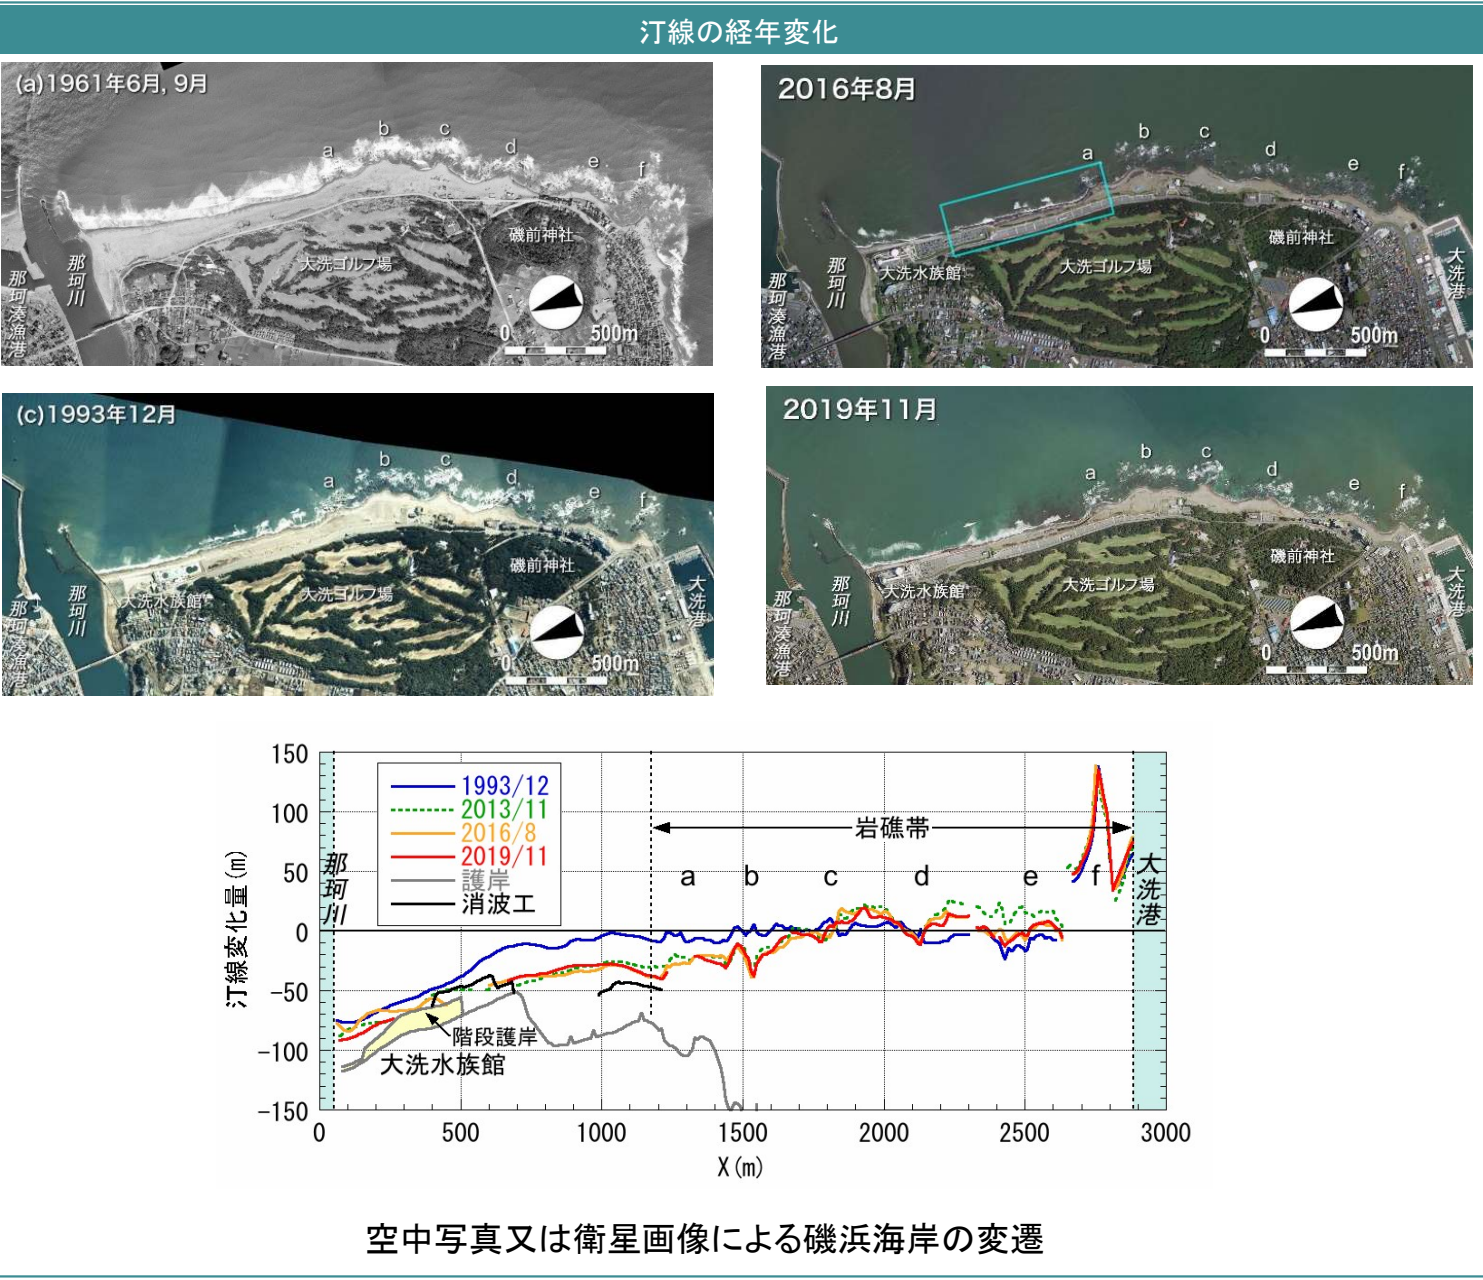 汀線の経年変化
(a)1961年6月, 9月
a
b
c
d
e
f
磯前神社
大洗ゴルフ場
那珂川
那珂湊漁港
0 500m
2016年8月
a
b
c
d
e
f
磯前神社
大洗ゴルフ場
大洗水族館
那珂川
那珂湊漁港
大洗港
0 500m
(c)1993年12月
a
b
c
d
e
f
磯前神社
大洗ゴルフ場
大洗水族館
那珂川
那珂湊漁港
大洗港
0 500m
2019年11月
a
b
c
d
e
f
磯前神社
大洗ゴルフ場
大洗水族館
那珂川
那珂湊漁港
大洗港
0 500m
汀線変化量(m)
150
100
50
0
-50
-100
-150
1993/12
2013/11
2016/8
2019/11
護岸
消波工
那珂川
岩礁帯
a b c d e f
大洗港
階段護岸
大洗水族館
0 500 1000 1500 2000 2500 3000
X(m)
空中写真又は衛星画像による磯浜海岸の変遷